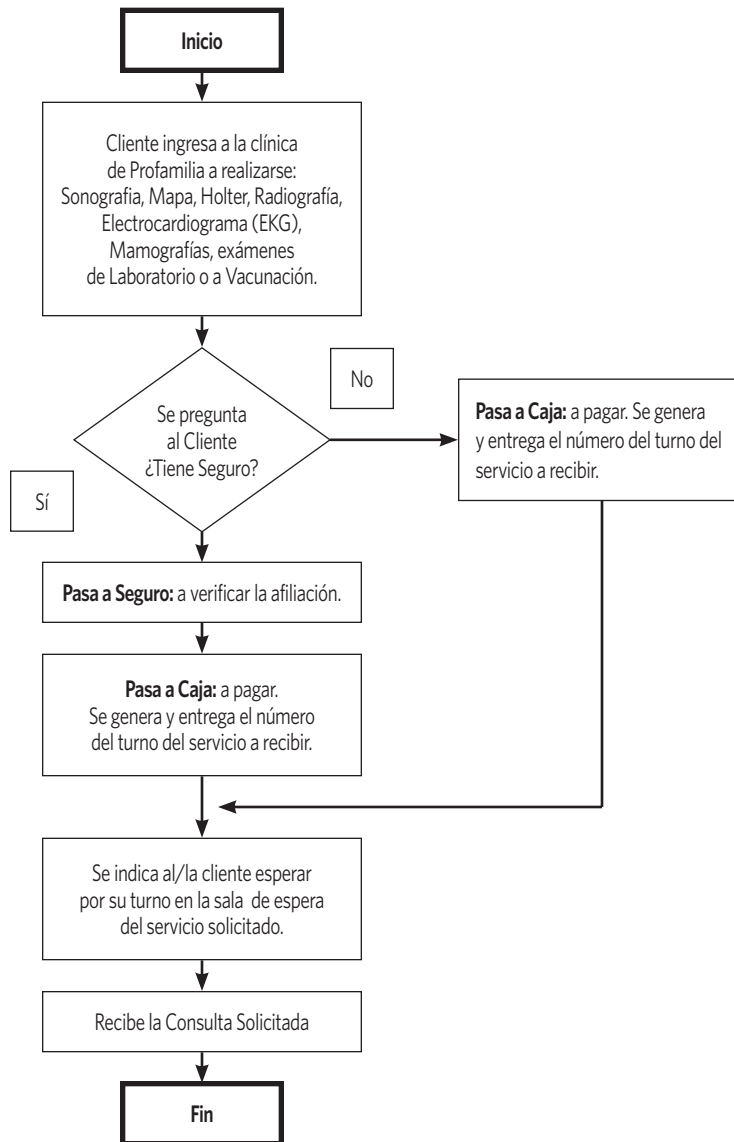 Inicio
Cliente ingresa a la clínica
de Profamilia a realizarse:
Sonografia, Mapa, Holter, Radiografía,
Electrocardiograma (EKG),
Mamografías, exámenes
de Laboratorio o a Vacunación.
Se pregunta
al Cliente
¿Tiene Seguro?
No
Pasa a Caja: a pagar. Se genera
y entrega el número del turno del
servicio a recibir.
Sí
Pasa a Seguro: a verificar la afiliación.
Pasa a Caja: a pagar.
Se genera y entrega el número
del turno del servicio a recibir.
Se indica al/la cliente esperar
por su turno en la sala de espera
del servicio solicitado.
Recibe la Consulta Solicitada
Fin